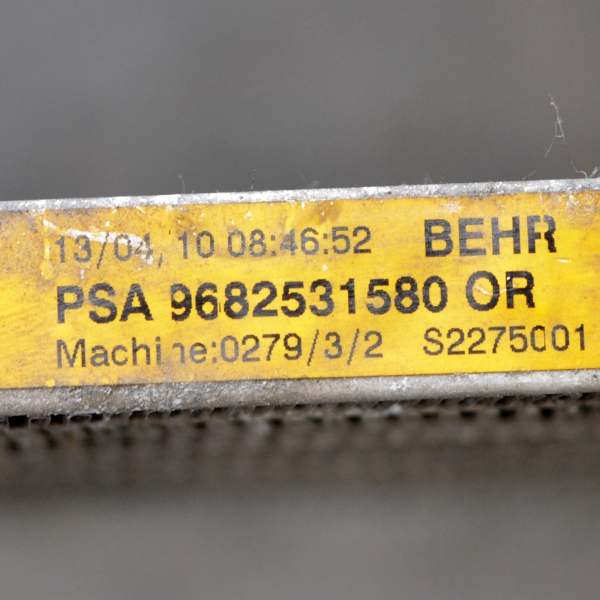 13/04/10 08:46:52 BEHR
PSA 9682531580 OR
Machine:0279/3/2 S2275001